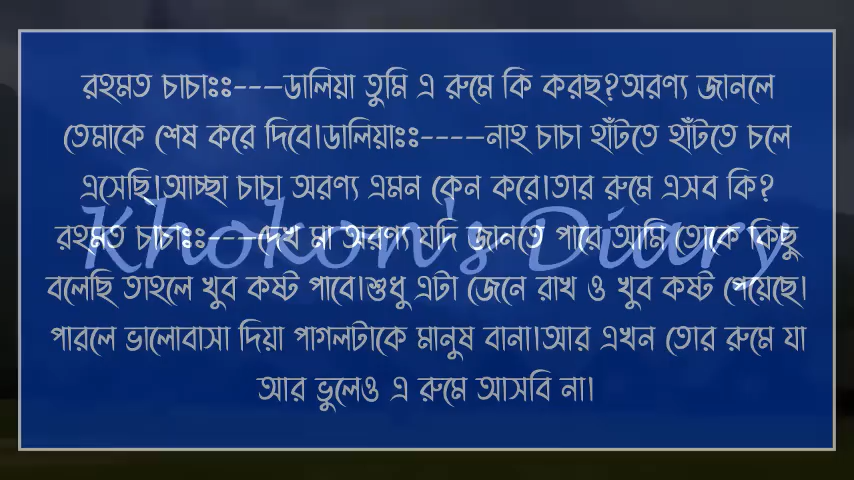 রহমত চাচাঃঃ---ডালিয়া তুমি এ রুমে কি করছ?অরণ্য জানলে
তেমাকে শেষ করে দিবে।ডালিয়াঃঃ----নাহ চাচা হাঁটতে হাঁটতে চলে
এসেছি।আচ্ছা চাচা অরণ্য এমন কেন করে।তার রুমে এসব কি?
রহমত চাচাঃঃ---দেখ মা অরণ্য যদি জানতে পারে আমি তোকে কিছু
Khokon's Diary
বলেছি তাহলে খুব কষ্ট পাবে।শুধু এটা জেনে রাখ ও খুব কষ্ট পেয়েছে।
পারলে ভালোবাসা দিয়া পাগলটাকে মানুষ বানা।আর এখন তোর রুমে যা
আর ভুলেও এ রুমে আসবি না।